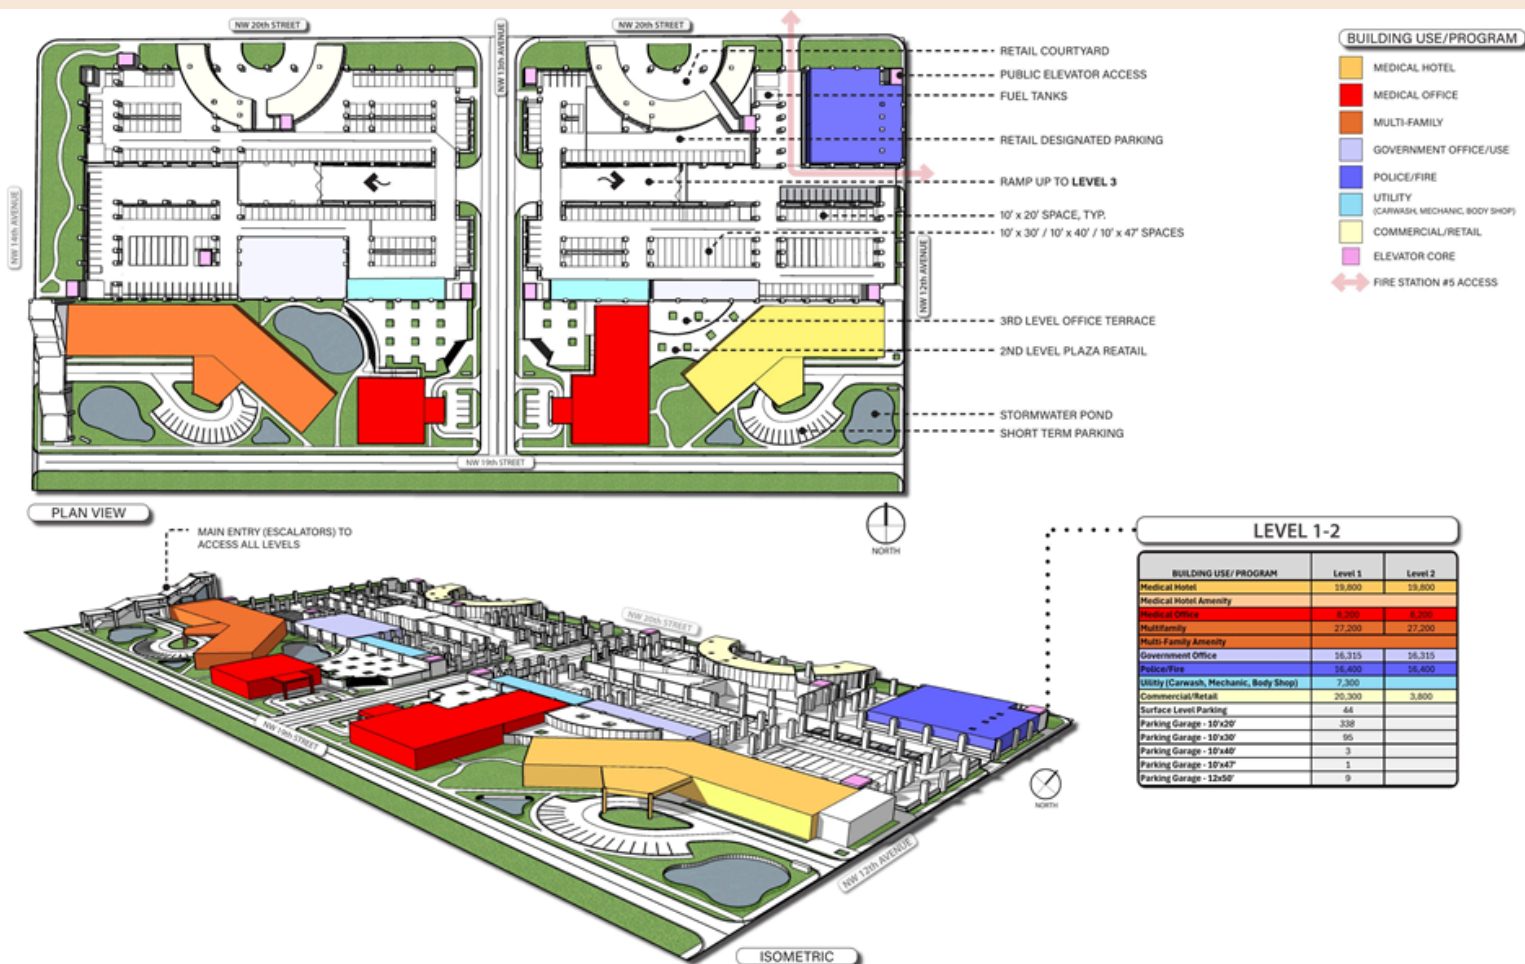 NW 20th STREET
NW 20th STREET
NW 13th AVENUE
NW 14th AVENUE
NW 12th AVENUE
NW 19th STREET
RETAIL COURTYARD
PUBLIC ELEVATOR ACCESS
FUEL TANKS
RETAIL DESIGNATED PARKING
RAMP UP TO LEVEL 3
10' x 20' SPACE, TYP.
10' x 30' / 10' x 40' / 10' x 47' SPACES
3RD LEVEL OFFICE TERRACE
2ND LEVEL PLAZA REATAIL
STORMWATER POND
SHORT TERM PARKING
BUILDING USE/PROGRAM
MEDICAL HOTEL
MEDICAL OFFICE
MULTI-FAMILY
GOVERNMENT OFFICE/USE
POLICE/FIRE
UTILITY
(CARWASH, MECHANIC, BODY SHOP)
COMMERCIAL/RETAIL
ELEVATOR CORE
FIRE STATION #5 ACCESS
PLAN VIEW
NORTH
MAIN ENTRY (ESCALATORS) TO
ACCESS ALL LEVELS
NW 20th STREET
NW 19th STREET
NW 12th AVENUE
NORTH
ISOMETRIC
LEVEL 1-2
BUILDING USE/ PROGRAM Level 1 Level 2
Medical Hotel 19,800 19,800
Medical Hotel Amenity
Medical Office 8,200 8,200
Multifamily 27,200 27,200
Multi-Family Amenity
Government Office 16,315 16,315
Police/Fire 16,400 16,400
Utility (Carwash, Mechanic, Body Shop) 7,300
Commercial/Retail 20,300 3,800
Surface Level Parking 44
Parking Garage - 10'x20' 338
Parking Garage - 10'x30' 95
Parking Garage - 10'x40' 3
Parking Garage - 10'x47' 1
Parking Garage - 12x50' 9